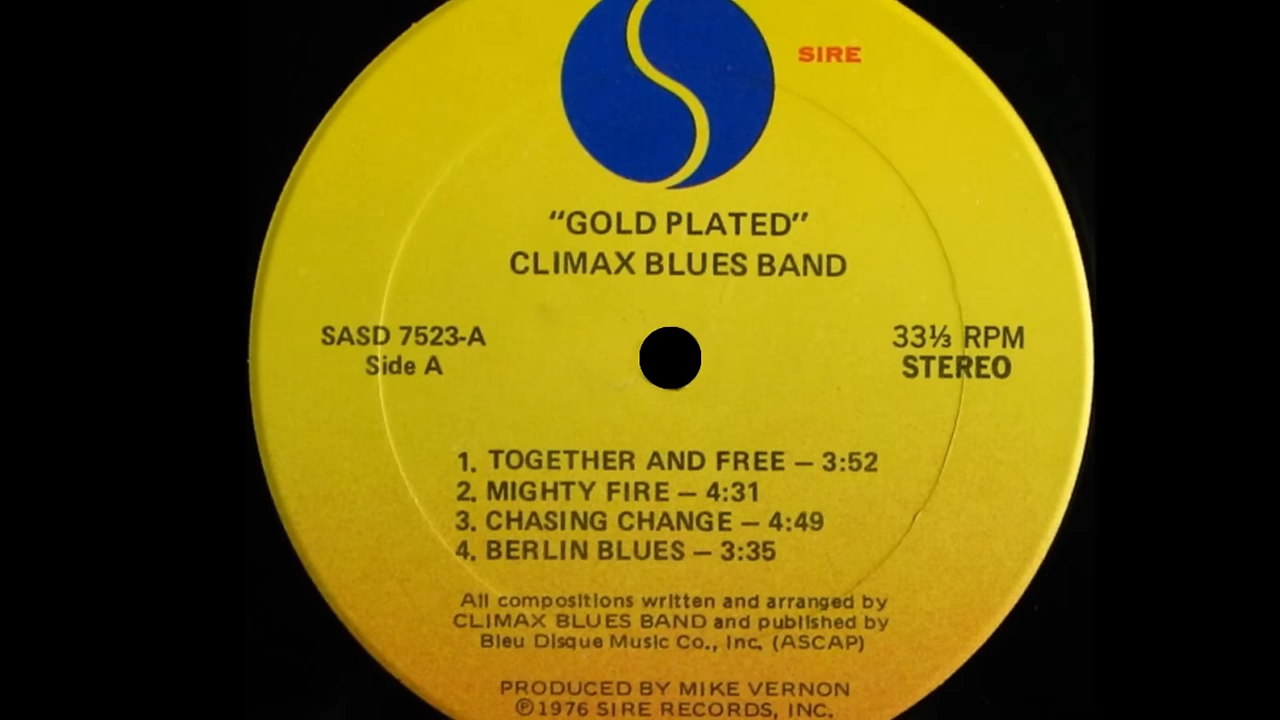 SIRE
"GOLD PLATED"
CLIMAX BLUES BAND
SASD 7523-A
Side A
33⅓ RPM
STEREO
1. TOGETHER AND FREE — 3:52
2. MIGHTY FIRE — 4:31
3. CHASING CHANGE — 4:49
4. BERLIN BLUES — 3:35
All compositions written and arranged by
CLIMAX BLUES BAND and published by
Bleu Disque Music Co., Inc. (ASCAP)
PRODUCED BY MIKE VERNON
℗1976 SIRE RECORDS, INC.